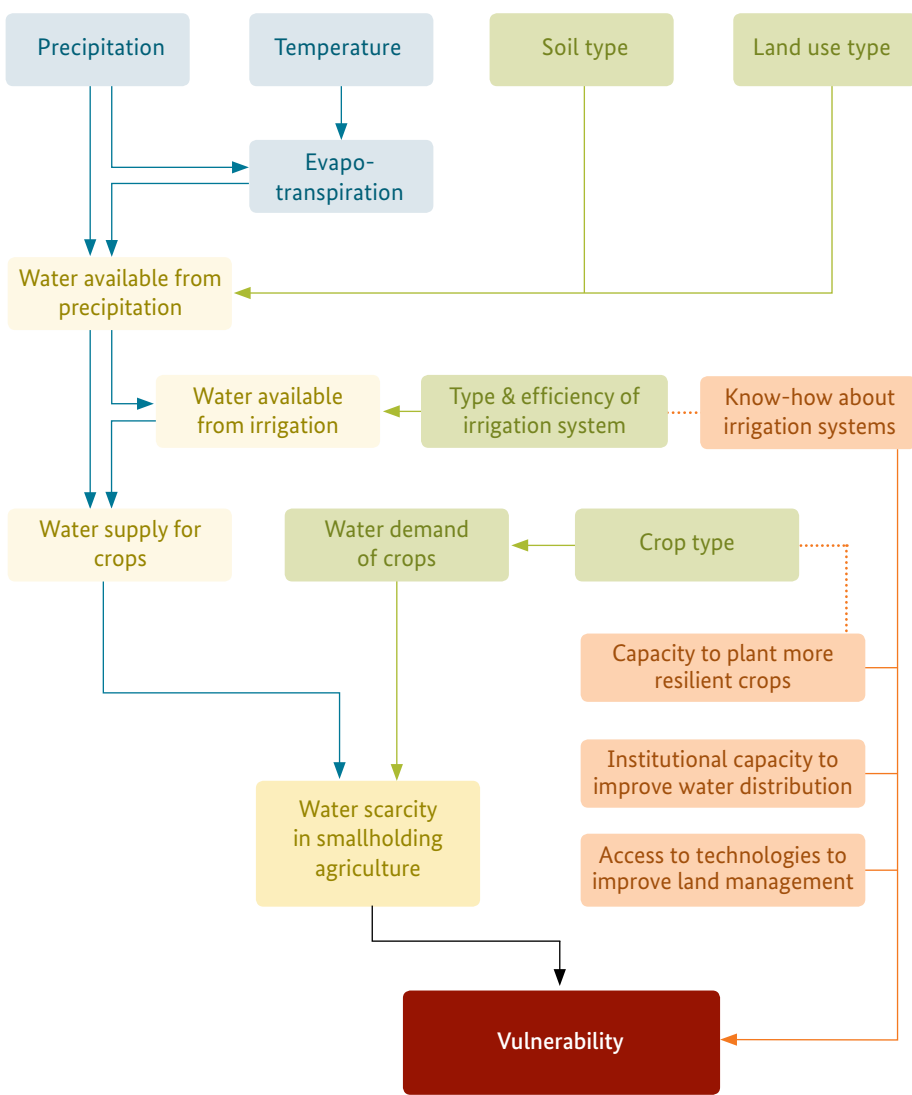 Precipitation
Temperature
Soil type
Land use type
Evapo-
transpiration
Water available from
precipitation
Water available
from irrigation
Type & efficiency of
irrigation system
Know-how about
irrigation systems
Water supply for
crops
Water demand
of crops
Crop type
Capacity to plant more
resilient crops
Institutional capacity to
improve water distribution
Water scarcity
in smallholding
agriculture
Access to technologies to
improve land management
Vulnerability